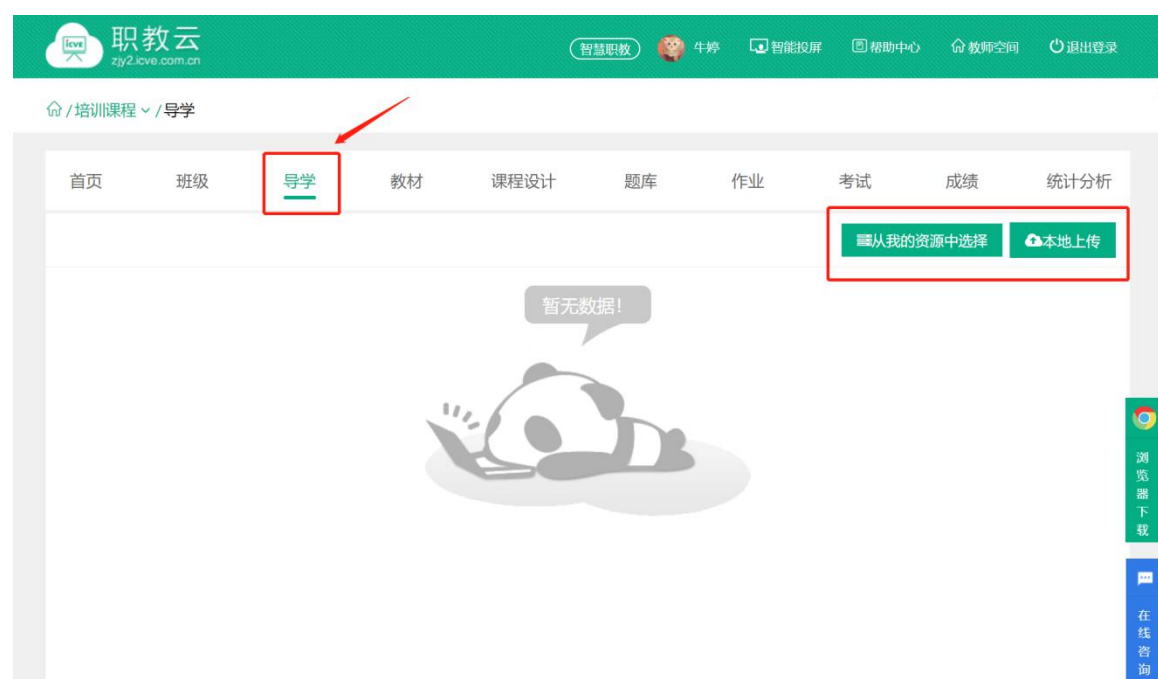 icve
职教云
zjy2.icve.com.cn
智慧职教 牛婷 智能投屏 帮助中心 教师空间 退出登录
/培训课程 /导学
首页 班级 导学 教材 课程设计 题库 作业 考试 成绩 统计分析
从我的资源中选择 本地上传
暂无数据！
浏览器下载
在线咨询